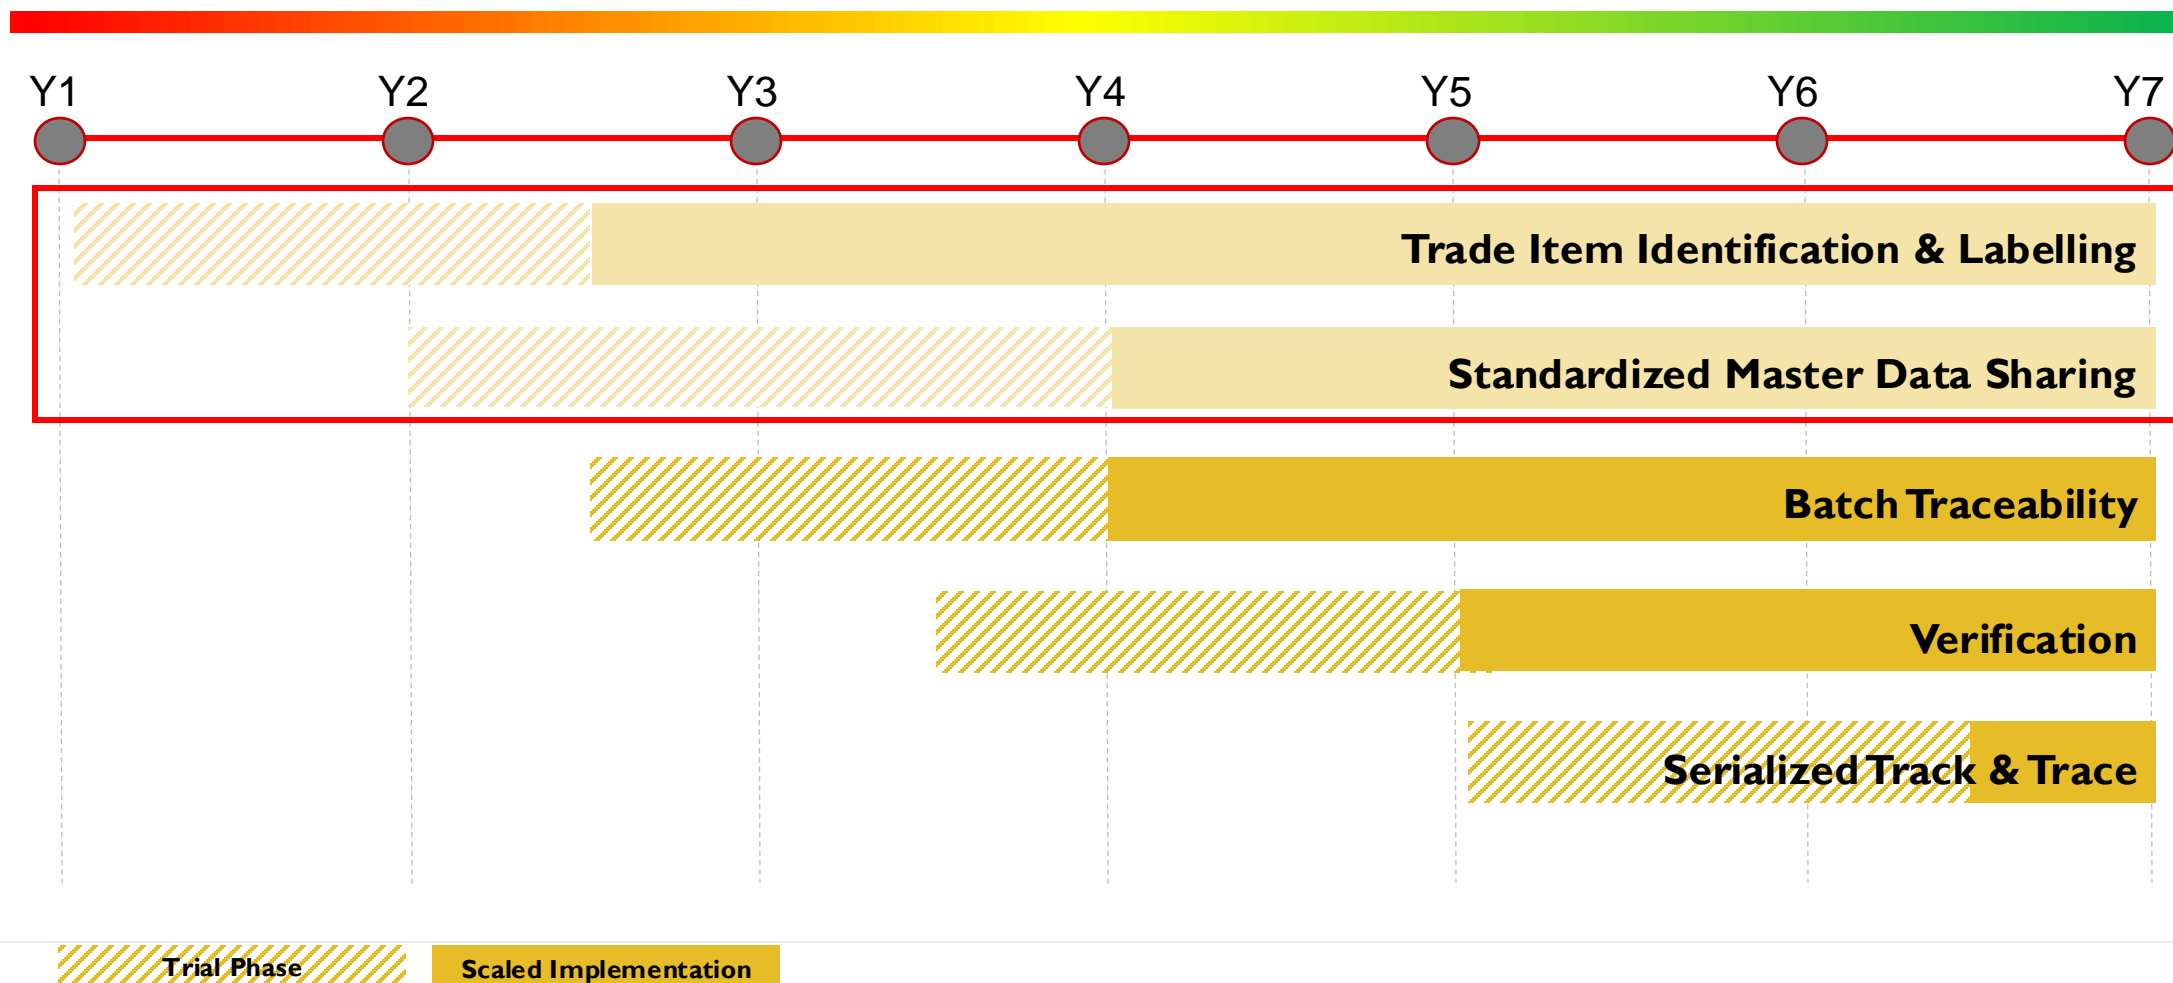 Y1 Y2 Y3 Y4 Y5 Y6 Y7
Trade Item Identification & Labelling
Standardized Master Data Sharing
Batch Traceability
Verification
Serialized Track & Trace
Trial Phase
Scaled Implementation